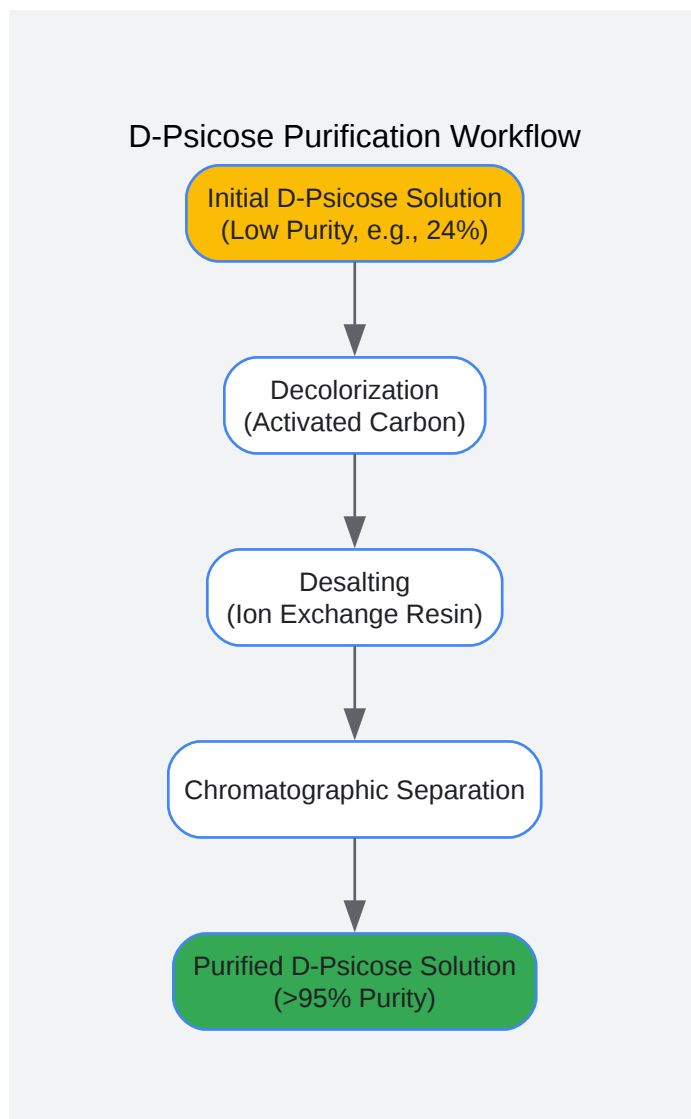 D-Psicose Purification Workflow
Initial D-Psicose Solution
(Low Purity, e.g., 24%)
Decolorization
(Activated Carbon)
Desalting
(Ion Exchange Resin)
Chromatographic Separation
Purified D-Psicose Solution
(>95% Purity)